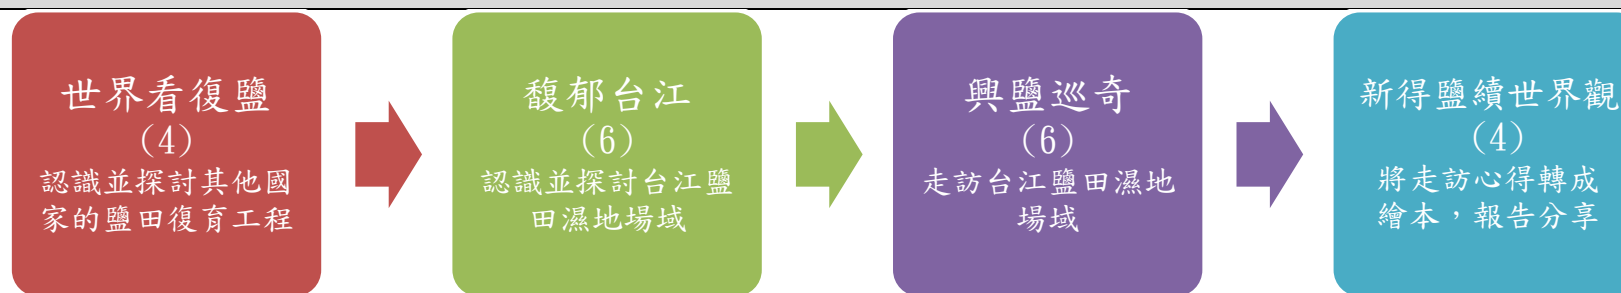 世界看復鹽
(4)
認識並探討其他國
家的鹽田復育工程
馥郁台江
(6)
認識並探討台江鹽
田濕地場域
興鹽巡奇
(6)
走訪台江鹽田濕地
場域
新得鹽續世界觀
(4)
將走訪心得轉成
繪本，報告分享